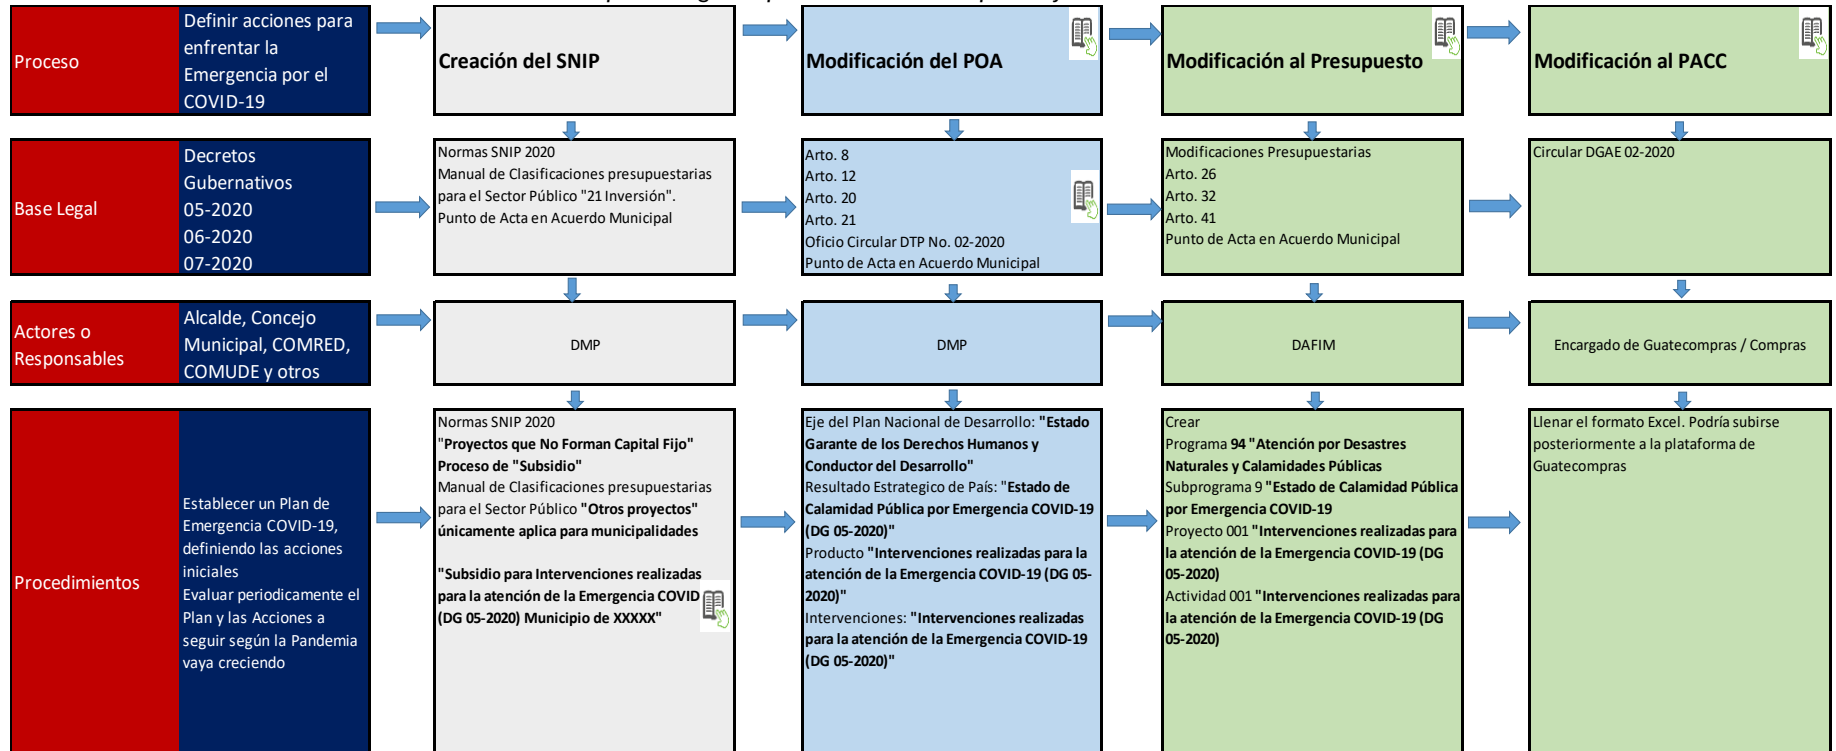 Proceso
Definir acciones para
enfrentar la
Emergencia por el
COVID-19
Creación del SNIP
Modificación del POA
Modificación al Presupuesto
Modificación al PACC
Base Legal
Decretos
Gubernativos
05-2020
06-2020
07-2020
Normas SNIP 2020
Manual de Clasificaciones presupuestarias
para el Sector Público "21 Inversión".
Punto de Acta en Acuerdo Municipal
Arto. 8
Arto. 12
Arto. 20
Arto. 21
Oficio Circular DTP No. 02-2020
Punto de Acta en Acuerdo Municipal
Modificaciones Presupuestarias
Arto. 26
Arto. 32
Arto. 41
Punto de Acta en Acuerdo Municipal
Circular DGAE 02-2020
Actores o
Responsables
Alcalde, Concejo
Municipal, COMRED,
COMUDE y otros
DMP
DMP
DAFIM
Encargado de Guatecompras / Compras
Procedimientos
Establecer un Plan de
Emergencia COVID-19,
definiendo las acciones
iniciales
Evaluar periodicamente el
Plan y las Acciones a
seguir según la Pandemia
vaya creciendo
Normas SNIP 2020
"Proyectos que No Forman Capital Fijo"
Proceso de "Subsidio"
Manual de Clasificaciones presupuestarias
para el Sector Público "Otros proyectos"
únicamente aplica para municipalidades
"Subsidio para Intervenciones realizadas
para la atención de la Emergencia COVID
(DG 05-2020) Municipio de XXXXX"
Eje del Plan Nacional de Desarrollo: "Estado
Garante de los Derechos Humanos y
Conductor del Desarrollo"
Resultado Estrategico de País: "Estado de
Calamidad Pública por Emergencia COVID-19
(DG 05-2020)"
Producto "Intervenciones realizadas para la
atención de la Emergencia COVID-19 (DG 05-
2020)"
Intervenciones: "Intervenciones realizadas
para la atención de la Emergencia COVID-19
(DG 05-2020)"
Crear
Programa 94 "Atención por Desastres
Naturales y Calamidades Públicas
Subprograma 9 "Estado de Calamidad Pública
por Emergencia COVID-19
Proyecto 001 "Intervenciones realizadas para
la atención de la Emergencia COVID-19 (DG
05-2020)
Actividad 001 "Intervenciones realizadas para
la atención de la Emergencia COVID-19 (DG
05-2020)
Llenar el formato Excel. Podría subirse
posteriormente a la plataforma de
Guatecompras